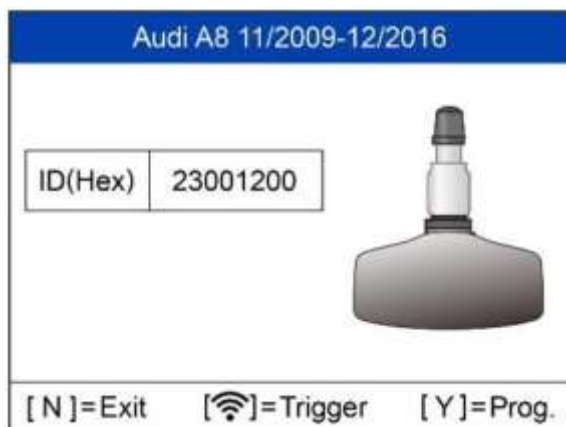 Audi A8 11/2009-12/2016
ID(Hex) 23001200
[ N ]=Exit [ ]=Trigger [ Y ]=Prog.